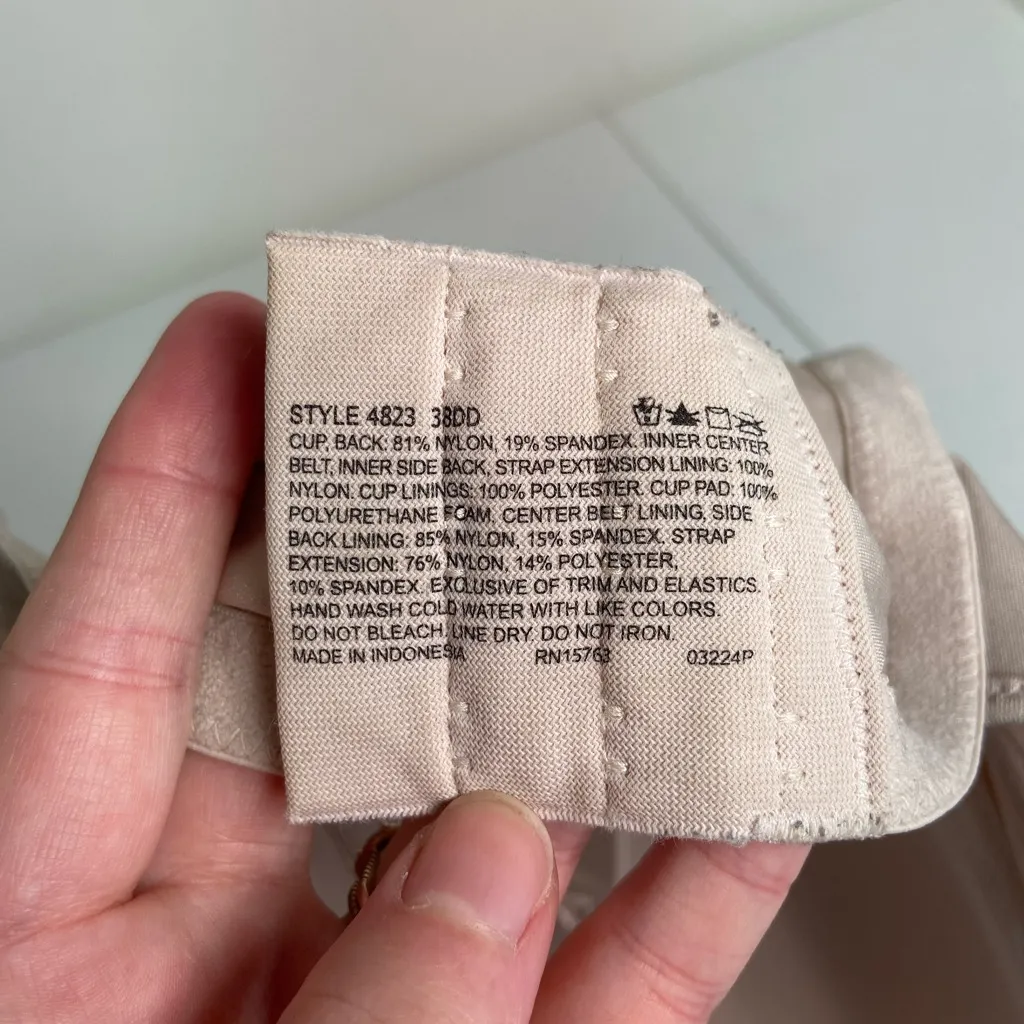 STYLE 4823 38DD
CUP, BACK: 81% NYLON, 19% SPANDEX. INNER CENTER
BELT, INNER SIDE BACK, STRAP EXTENSION LINING: 100%
NYLON. CUP LININGS: 100% POLYESTER. CUP PAD: 100%
POLYURETHANE FOAM. CENTER BELT LINING, SIDE
BACK LINING: 85% NYLON, 15% SPANDEX. STRAP
EXTENSION: 76% NYLON, 14% POLYESTER,
10% SPANDEX. EXCLUSIVE OF TRIM AND ELASTICS.
HAND WASH COLD WATER WITH LIKE COLORS.
DO NOT BLEACH. LINE DRY. DO NOT IRON.
MADE IN INDONESIA RN15763 03224P